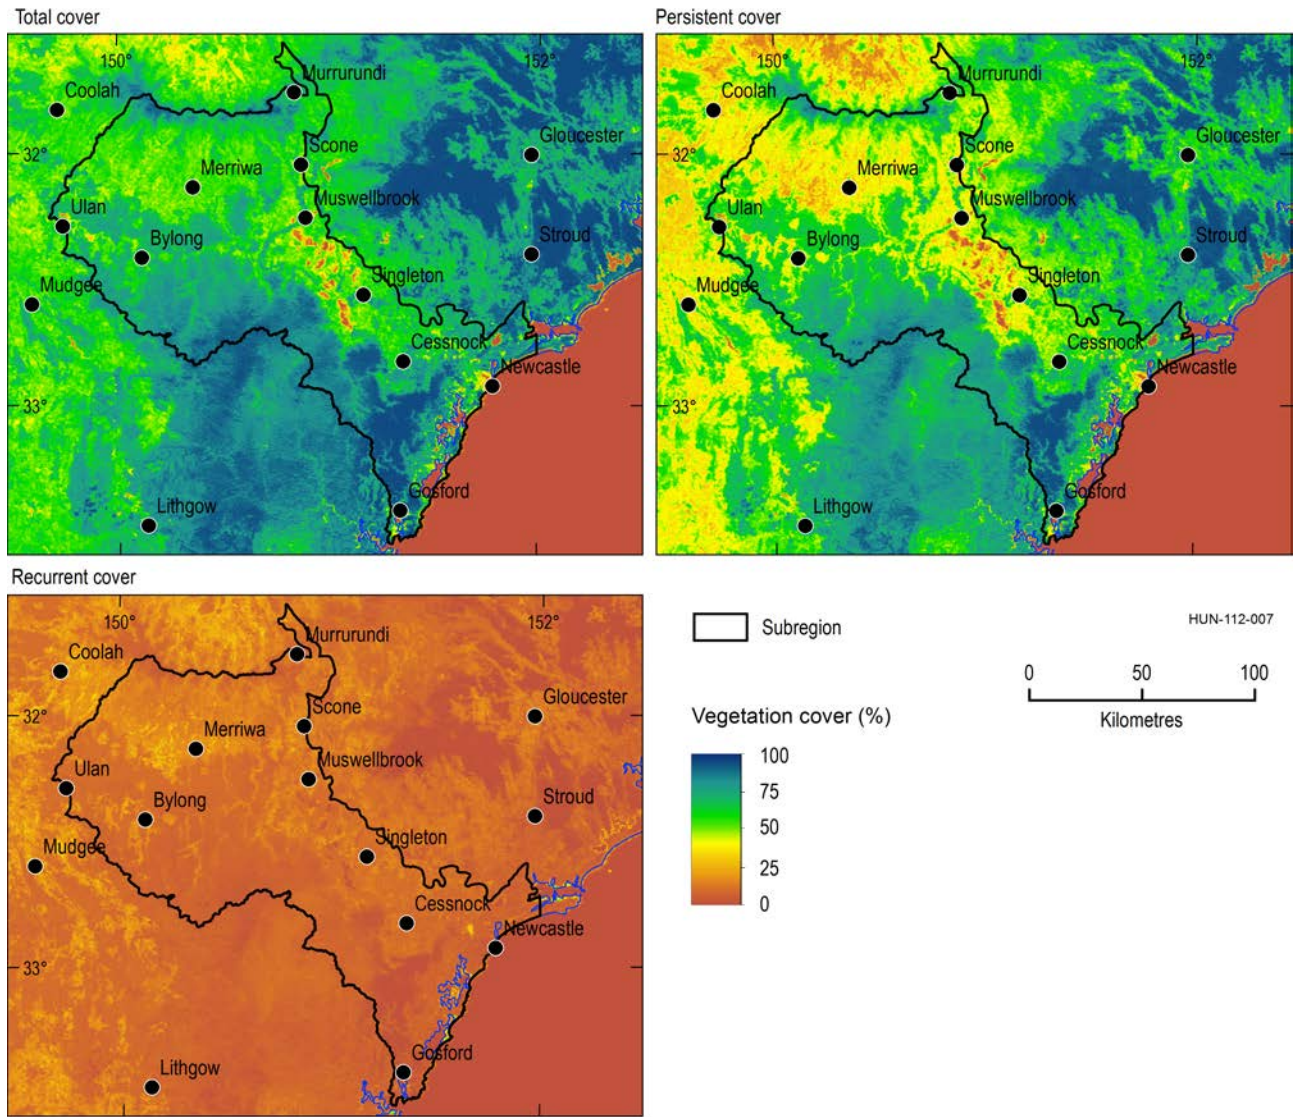 Total cover
150°
152°
Murrurundi
Coolah
Gloucester
32°
Scone
Merriwa
Muswellbrook
Ulan
Bylong
Stroud
Singleton
Mudgee
Cessnock
Newcastle
33°
Gosford
Lithgow
Persistent cover
150°
152°
Murrurundi
Coolah
Gloucester
32°
Scone
Merriwa
Muswellbrook
Ulan
Bylong
Stroud
Singleton
Mudgee
Cessnock
Newcastle
33°
Gosford
Lithgow
Recurrent cover
150°
152°
Murrurundi
Coolah
Gloucester
32°
Scone
Merriwa
Muswellbrook
Ulan
Bylong
Stroud
Singleton
Mudgee
Cessnock
Newcastle
33°
Gosford
Lithgow
Subregion
HUN-112-007
0 50 100
Kilometres
Vegetation cover (%)
100
75
50
25
0